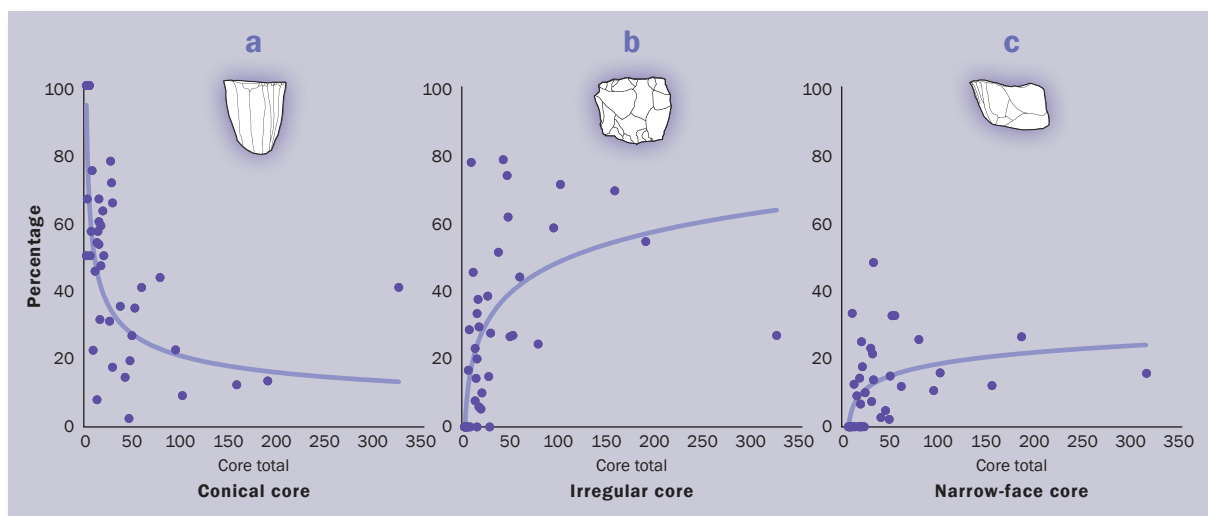 a b c
100 100 100
80 80 80
60 60 60
40 40 40
20 20 20
0 0 0
Percentage
0 50 100 150 200 250 300 350 0 50 100 150 200 250 300 350 0 50 100 150 200 250 300 350
Core total Core total Core total
Conical core Irregular core Narrow-face core